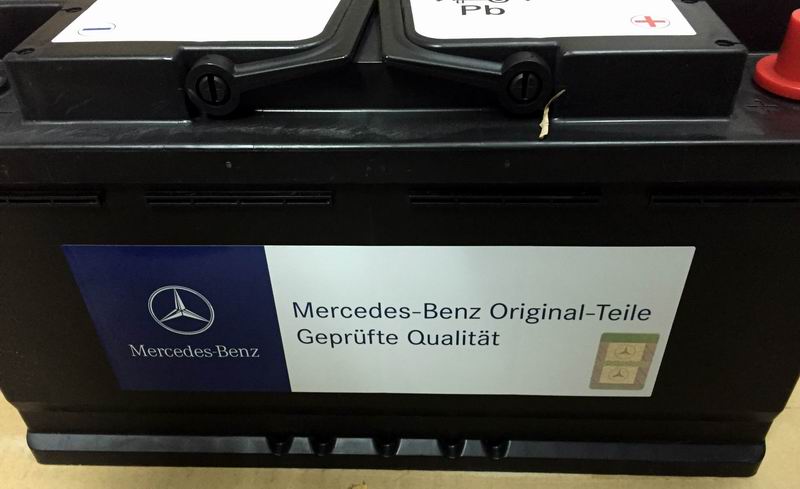 Pb
Mercedes-Benz
Mercedes-Benz Original-Teile
Geprüfte Qualität